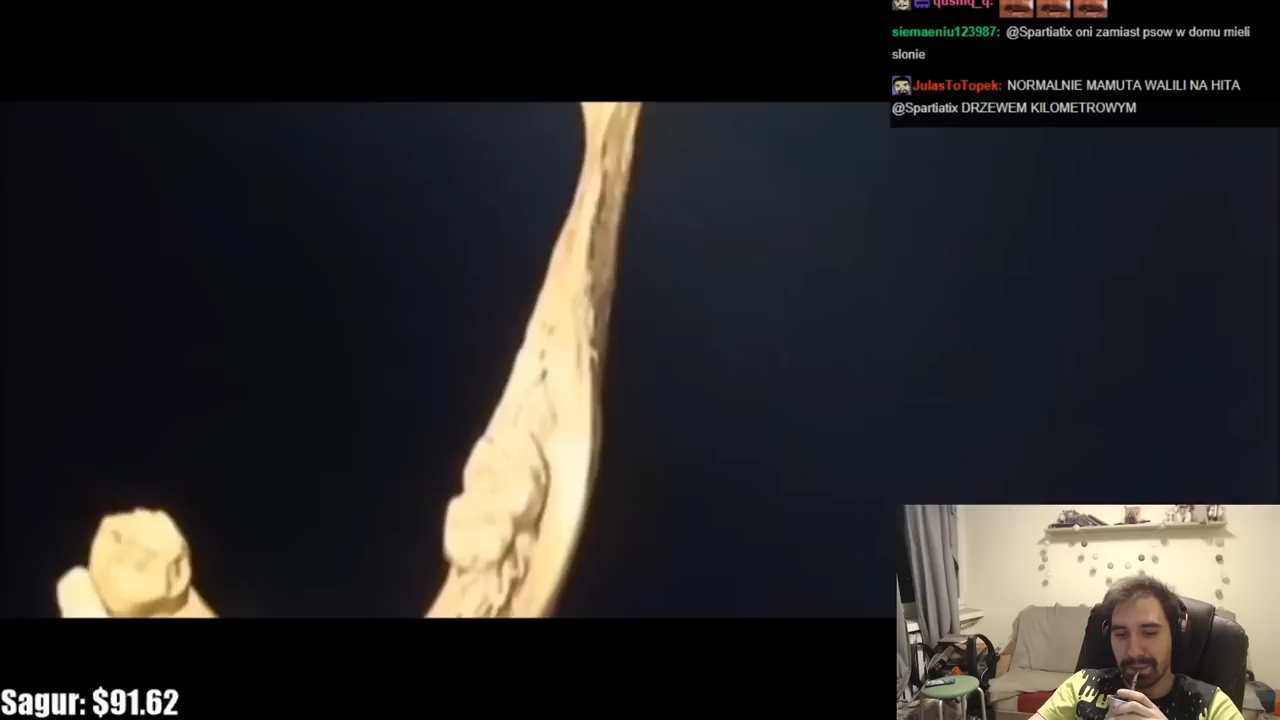 qusmq_q:
siemaeniu123987: @Spartiatix oni zamiast psow w domu mieli
slonie
JulasToTopek: NORMALNIE MAMUTA WALILI NA HITA
@Spartiatix DRZEWEM KILOMETROWYM
Sagur: $91.62